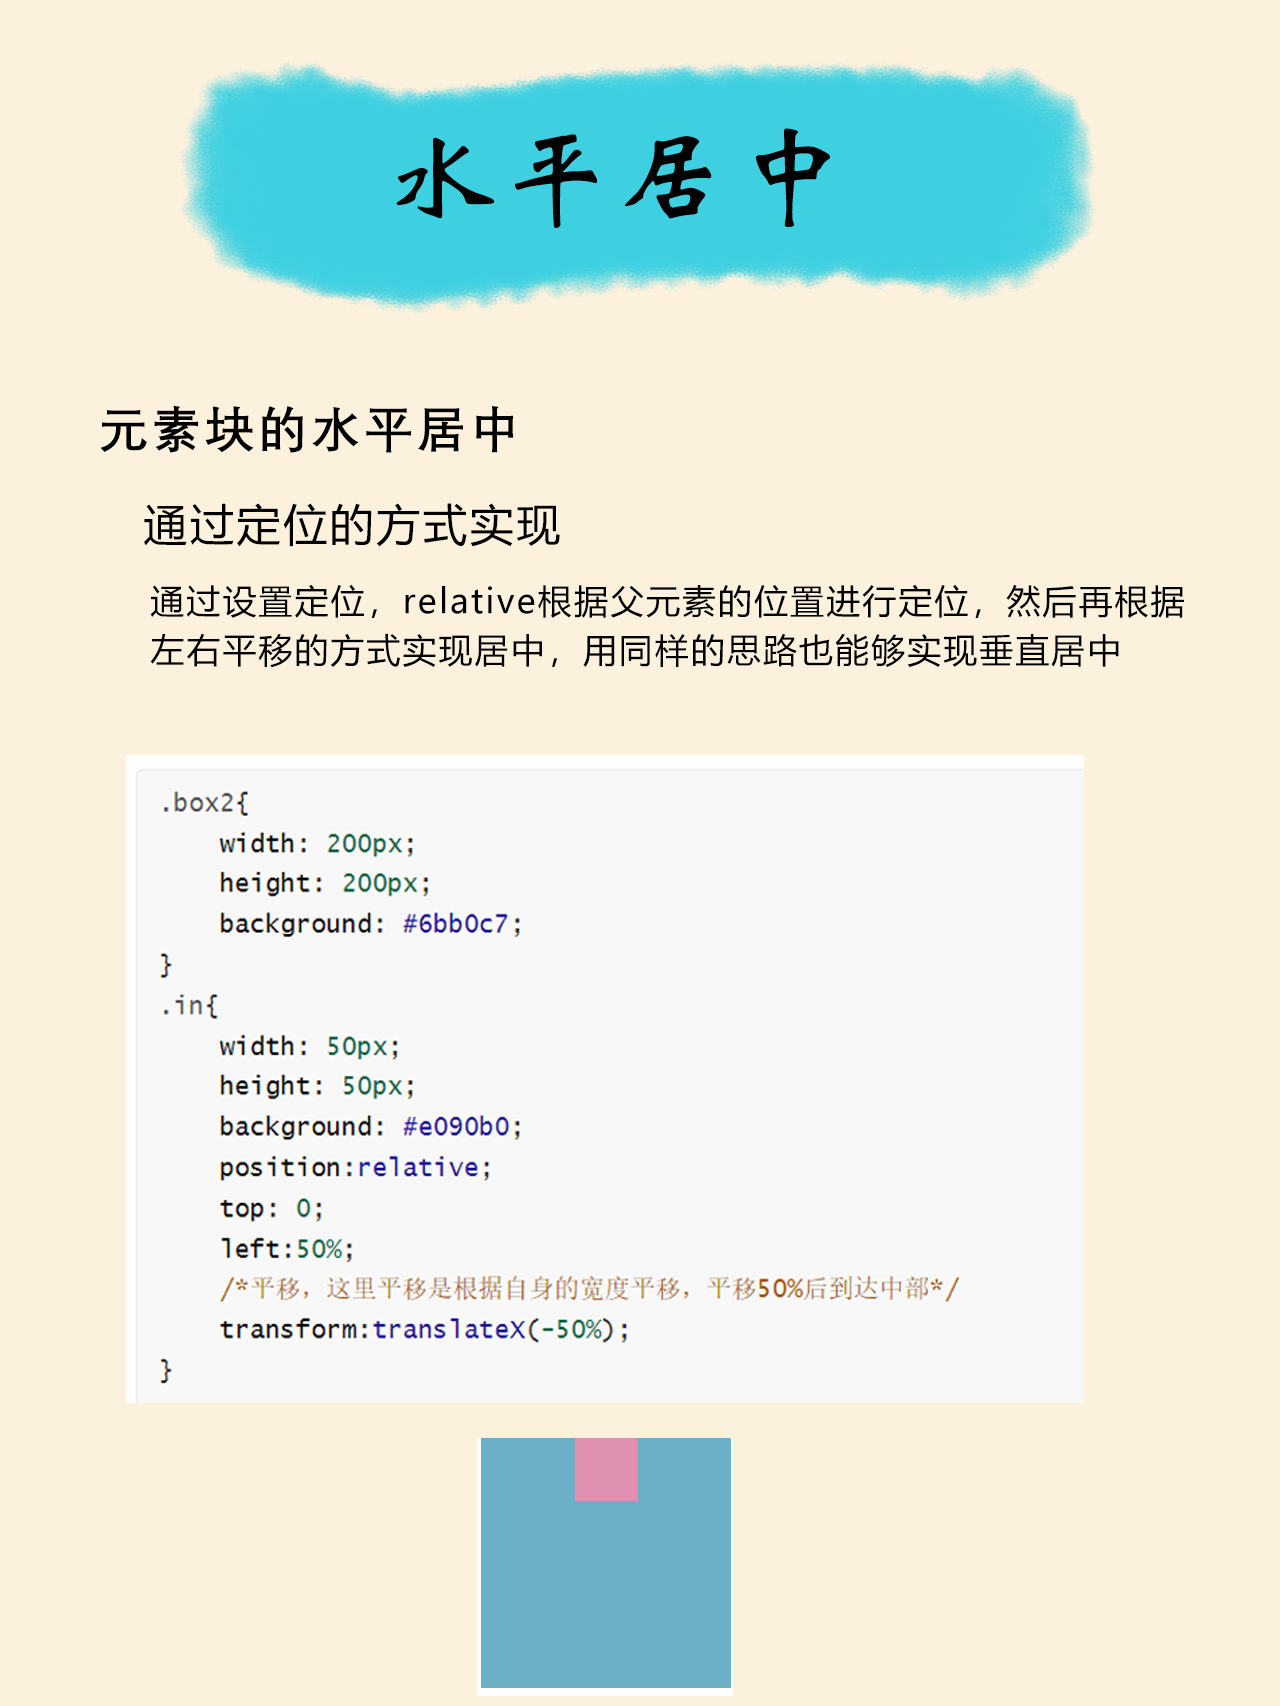 水平居中
元素块的水平居中
通过定位的方式实现
通过设置定位，relative根据父元素的位置进行定位，然后再根据
左右平移的方式实现居中，用同样的思路也能够实现垂直居中
.box2{
    width: 200px;
    height: 200px;
    background: #6bb0c7;
}
.in{
    width: 50px;
    height: 50px;
    background: #e090b0;
    position:relative;
    top: 0;
    left:50%;
    /*平移，这里平移是根据自身的宽度平移，平移50%后到达中部*/
    transform:translateX(-50%);
}